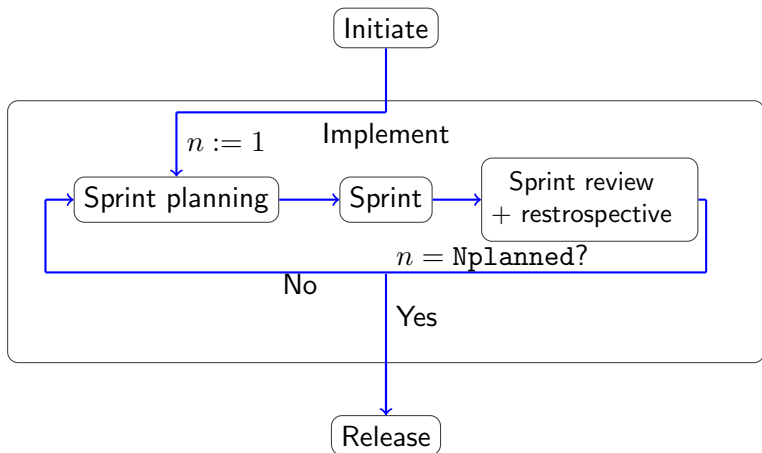 Initiate
Implement
n := 1
Sprint planning
Sprint
Sprint review
+ restrospective
n = Nplanned?
No
Yes
Release